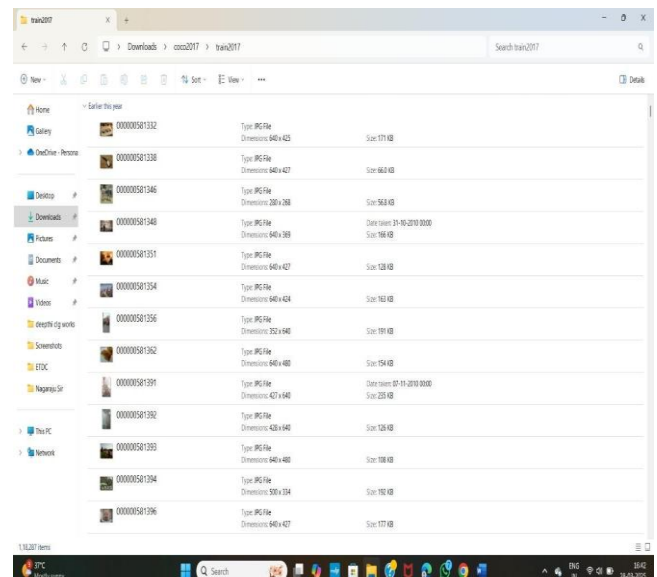 train2017
Downloads > coco2017 > train2017
Search train2017
New
Sort
View
Details
Home
Gallery
OneDrive - Persona
Desktop
Downloads
Pictures
Documents
Music
Videos
deepthi clg works
Screenshots
ETDC
Nagaraju Sir
This PC
Network
Earlier this year
000000581332
Type: JPG File
Dimensions: 640 x 425
Size: 171 KB
000000581338
Type: JPG File
Dimensions: 640 x 427
Size: 66.0 KB
000000581346
Type: JPG File
Dimensions: 280 x 268
Size: 56.8 KB
000000581348
Type: JPG File
Dimensions: 640 x 369
Date taken: 31-10-2010 00:00
Size: 166 KB
000000581351
Type: JPG File
Dimensions: 640 x 427
Size: 128 KB
000000581354
Type: JPG File
Dimensions: 640 x 424
Size: 163 KB
000000581356
Type: JPG File
Dimensions: 352 x 640
Size: 191 KB
000000581362
Type: JPG File
Dimensions: 640 x 480
Size: 154 KB
000000581391
Type: JPG File
Dimensions: 427 x 640
Date taken: 07-11-2010 00:00
Size: 235 KB
000000581392
Type: JPG File
Dimensions: 428 x 640
Size: 126 KB
000000581393
Type: JPG File
Dimensions: 640 x 480
Size: 108 KB
000000581394
Type: JPG File
Dimensions: 500 x 334
Size: 192 KB
000000581396
Type: JPG File
Dimensions: 640 x 427
Size: 177 KB
1,18,287 items
37°C
Mostly sunny
Search
ENG
IN
16:42